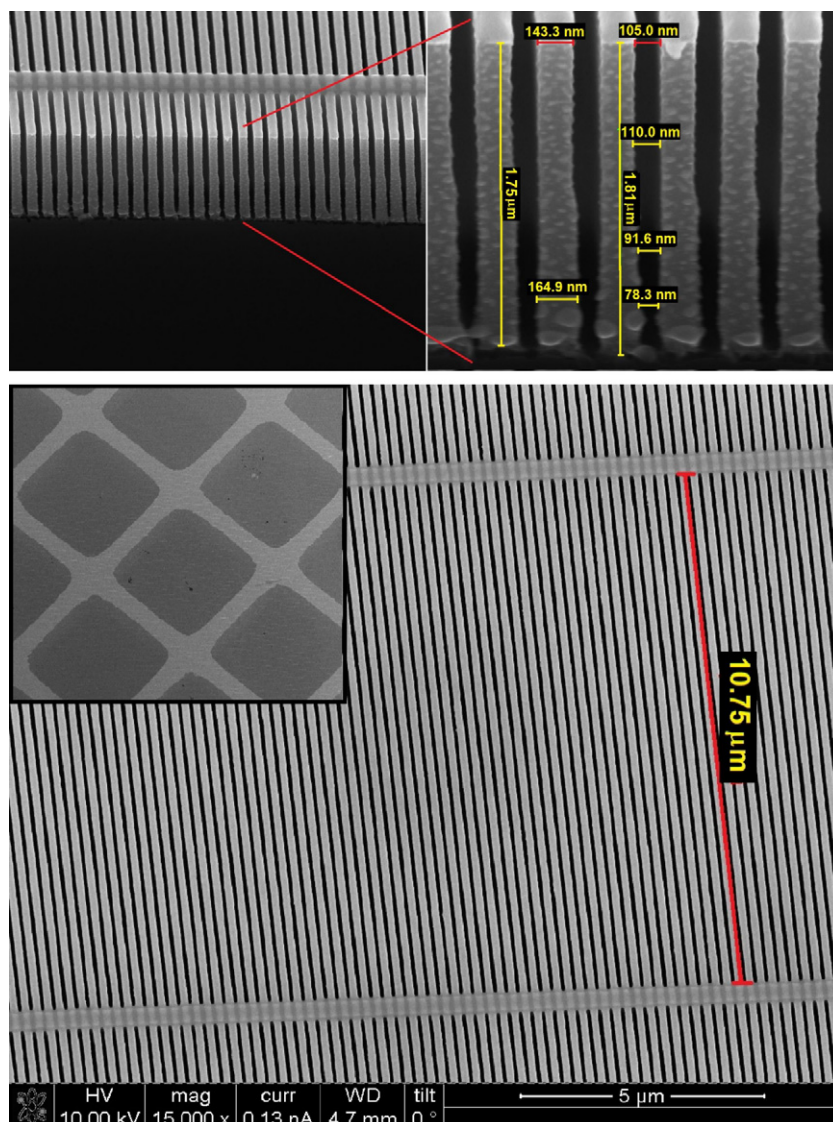 143.3 nm
105.0 nm
110.0 nm
1.75 µm
1.81 µm
91.6 nm
164.9 nm
78.3 nm
10.75 µm
HV mag curr WD tilt
10.00 kV 15 000 x 0.13 nA 4.7 mm 0 °
5 µm